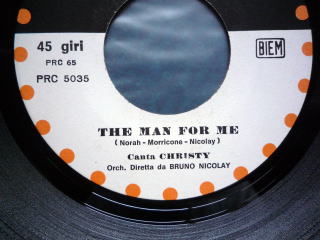 45 giri
BIEM
PRC 65
PRC 5035
THE MAN FOR ME
( Norah - Morricone - Nicolay )
Canta CHRISTY
Orch. Diretta da BRUNO NICOLAY